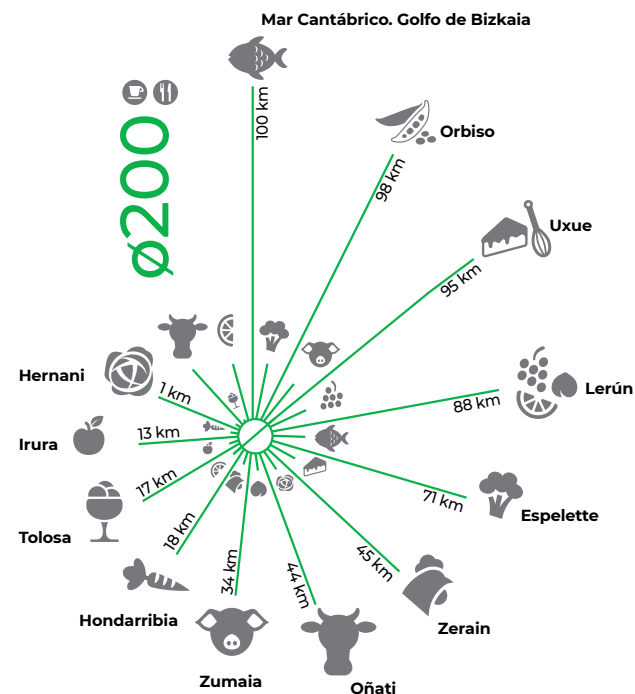 Mar Cantábrico. Golfo de Bizkaia
100 km
ø200
Orbiso
98 km
Uxue
95 km
Lerún
88 km
Espelette
71 km
Zerain
45 km
Oñati
44 km
Zumaia
34 km
Hondarribia
18 km
Tolosa
17 km
Irura
13 km
Hernani
1 km